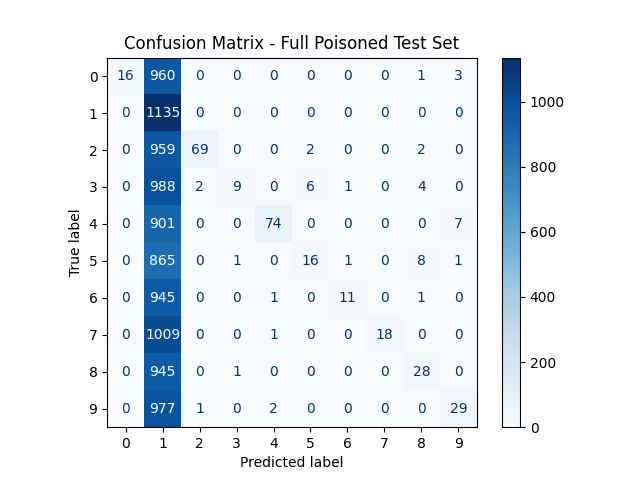 Confusion Matrix - Full Poisoned Test Set
0 16 960 0 0 0 0 0 0 1 3
1 0 1135 0 0 0 0 0 0 0 0
2 0 959 69 0 0 2 0 0 2 0
3 0 988 2 9 0 6 1 0 4 0
4 0 901 0 0 74 0 0 0 0 7
5 0 865 0 1 0 16 1 0 8 1
6 0 945 0 0 1 0 11 0 1 0
7 0 1009 0 0 1 0 0 18 0 0
8 0 945 0 1 0 0 0 0 28 0
9 0 977 1 0 2 0 0 0 0 29
0 1 2 3 4 5 6 7 8 9
Predicted label
True label
1000
800
600
400
200
0